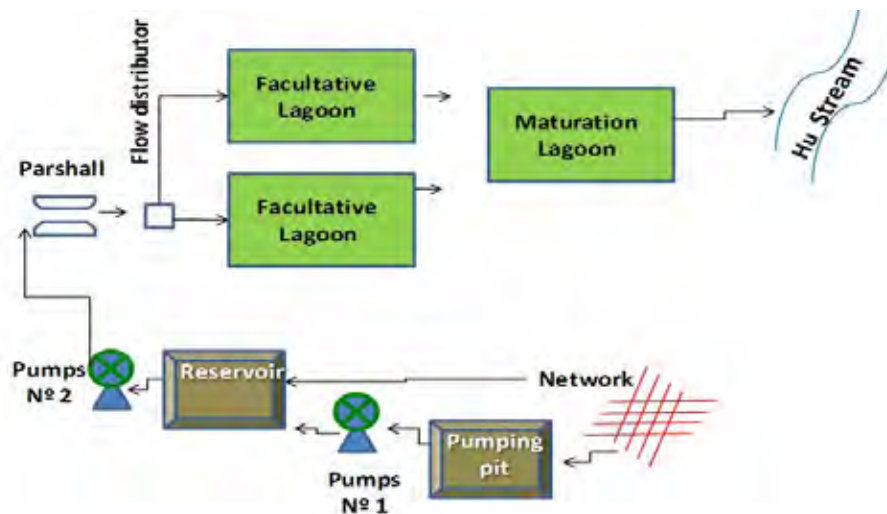 Flow distributor
Facultative
Lagoon
Maturation
Lagoon
Hu Stream
Parshall
Facultative
Lagoon
Pumps
Nº 2
Reservoir
Network
Pumping
pit
Pumps
Nº 1